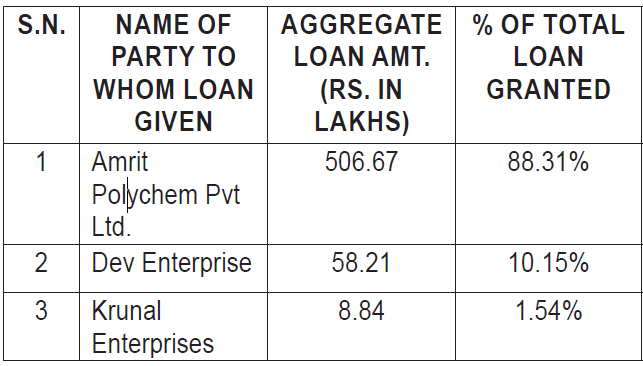 S.N. NAME OF PARTY TO WHOM LOAN GIVEN AGGREGATE LOAN AMT. (RS. IN LAKHS) % OF TOTAL LOAN GRANTED
1 Amrit Polychem Pvt Ltd. 506.67 88.31%
2 Dev Enterprise 58.21 10.15%
3 Krunal Enterprises 8.84 1.54%